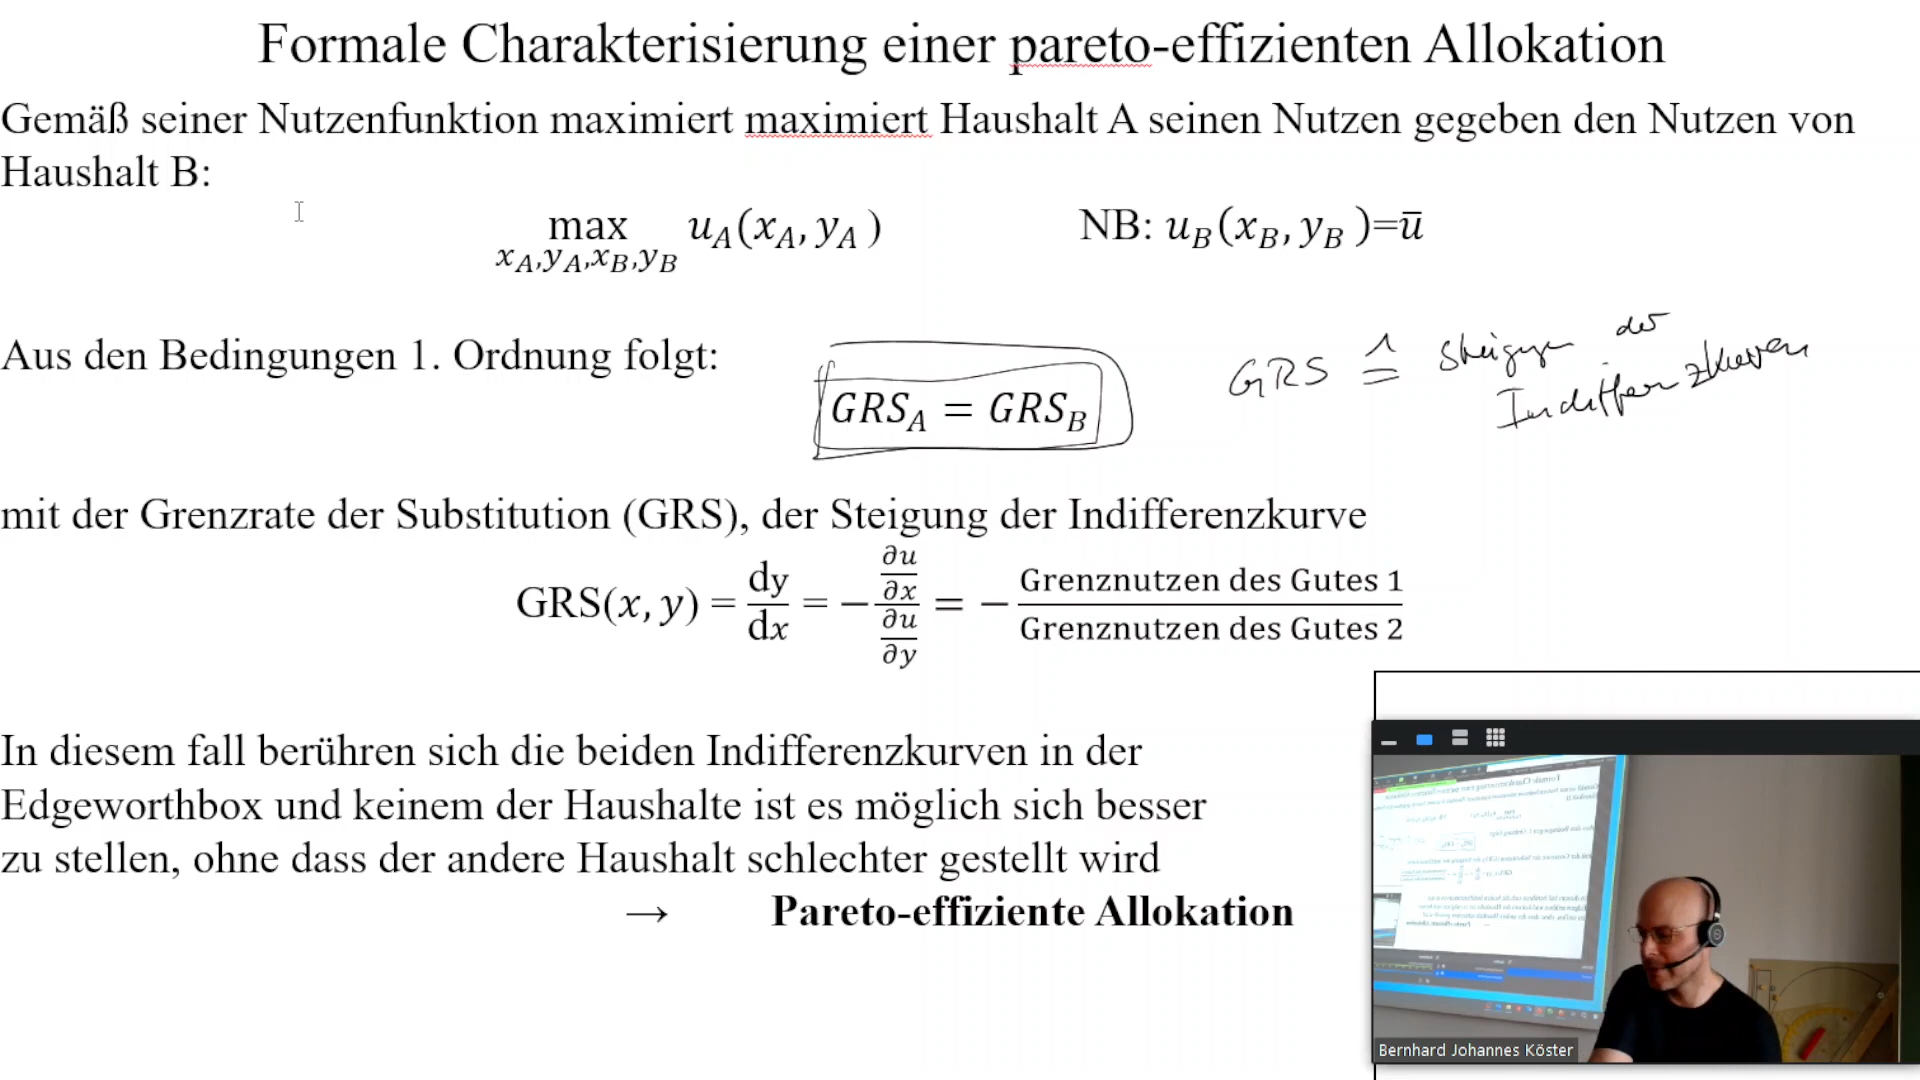 Formale Charakterisierung einer pareto-effizienten Allokation
Gemäß seiner Nutzenfunktion maximiert maximiert Haushalt A seinen Nutzen gegeben den Nutzen von
Haushalt B:
max u_A(x_A, y_A)
x_A,y_A,x_B,y_B
NB: u_B(x_B, y_B)=ū
Aus den Bedingungen 1. Ordnung folgt:
GRS_A = GRS_B
GRS ≙ Steigung der
Indifferenzkurven
mit der Grenzrate der Substitution (GRS), der Steigung der Indifferenzkurve
GRS(x, y) = dy/dx = − (∂u/∂x)/(∂u/∂y) = − Grenznutzen des Gutes 1 / Grenznutzen des Gutes 2
In diesem fall berühren sich die beiden Indifferenzkurven in der
Edgeworthbox und keinem der Haushalte ist es möglich sich besser
zu stellen, ohne dass der andere Haushalt schlechter gestellt wird
→ Pareto-effiziente Allokation
Bernhard Johannes Köster